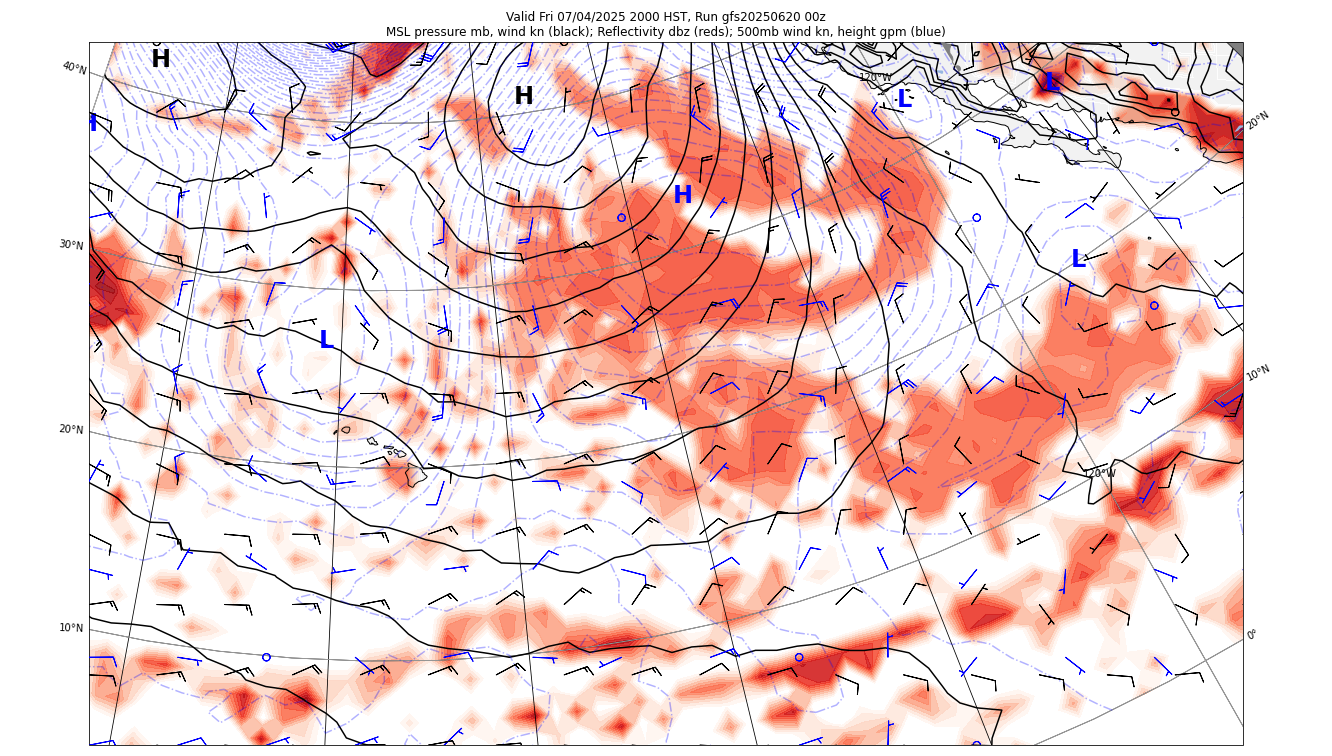 Valid Fri 07/04/2025 2000 HST, Run gfs20250620 00z
MSL pressure mb, wind kn (black); Reflectivity dbz (reds); 500mb wind kn, height gpm (blue)
H
40°N
120°W
L
L
H
H
20°N
H
30°N
L
L
10°N
20°N
120°W
10°N
0°